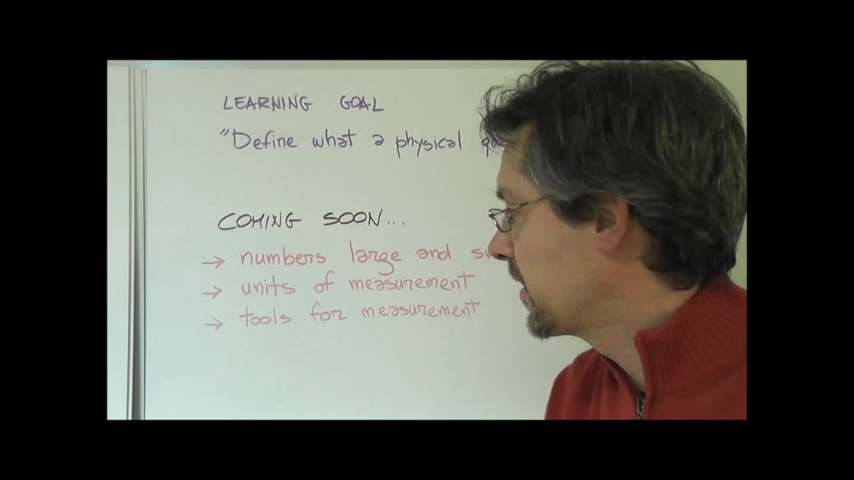 LEARNING GOAL
"Define what a physical
COMING SOON...
→ numbers large and
→ units of measurement
→ tools for measurement